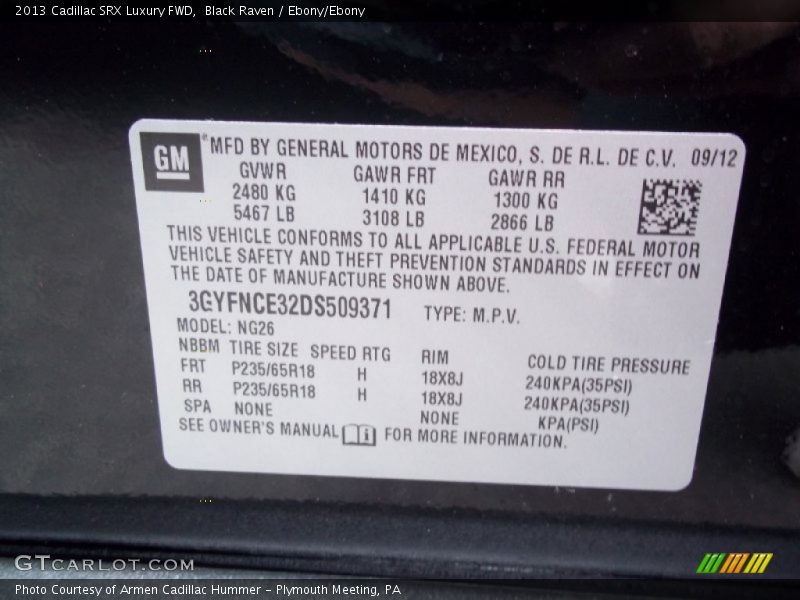 2013 Cadillac SRX Luxury FWD, Black Raven / Ebony/Ebony
GM MFD BY GENERAL MOTORS DE MEXICO, S. DE R.L. DE C.V. 09/12
GVWR GAWR FRT GAWR RR
2480 KG 1410 KG 1300 KG
5467 LB 3108 LB 2866 LB
THIS VEHICLE CONFORMS TO ALL APPLICABLE U.S. FEDERAL MOTOR
VEHICLE SAFETY AND THEFT PREVENTION STANDARDS IN EFFECT ON
THE DATE OF MANUFACTURE SHOWN ABOVE.
3GYFNCE32DS509371 TYPE: M.P.V.
MODEL: NG26
NBBM TIRE SIZE SPEED RTG RIM COLD TIRE PRESSURE
FRT P235/65R18 H 18X8J 240KPA(35PSI)
RR P235/65R18 H 18X8J 240KPA(35PSI)
SPA NONE NONE KPA(PSI)
SEE OWNER'S MANUAL FOR MORE INFORMATION.
GTCARLOT.COM
Photo Courtesy of Armen Cadillac Hummer - Plymouth Meeting, PA